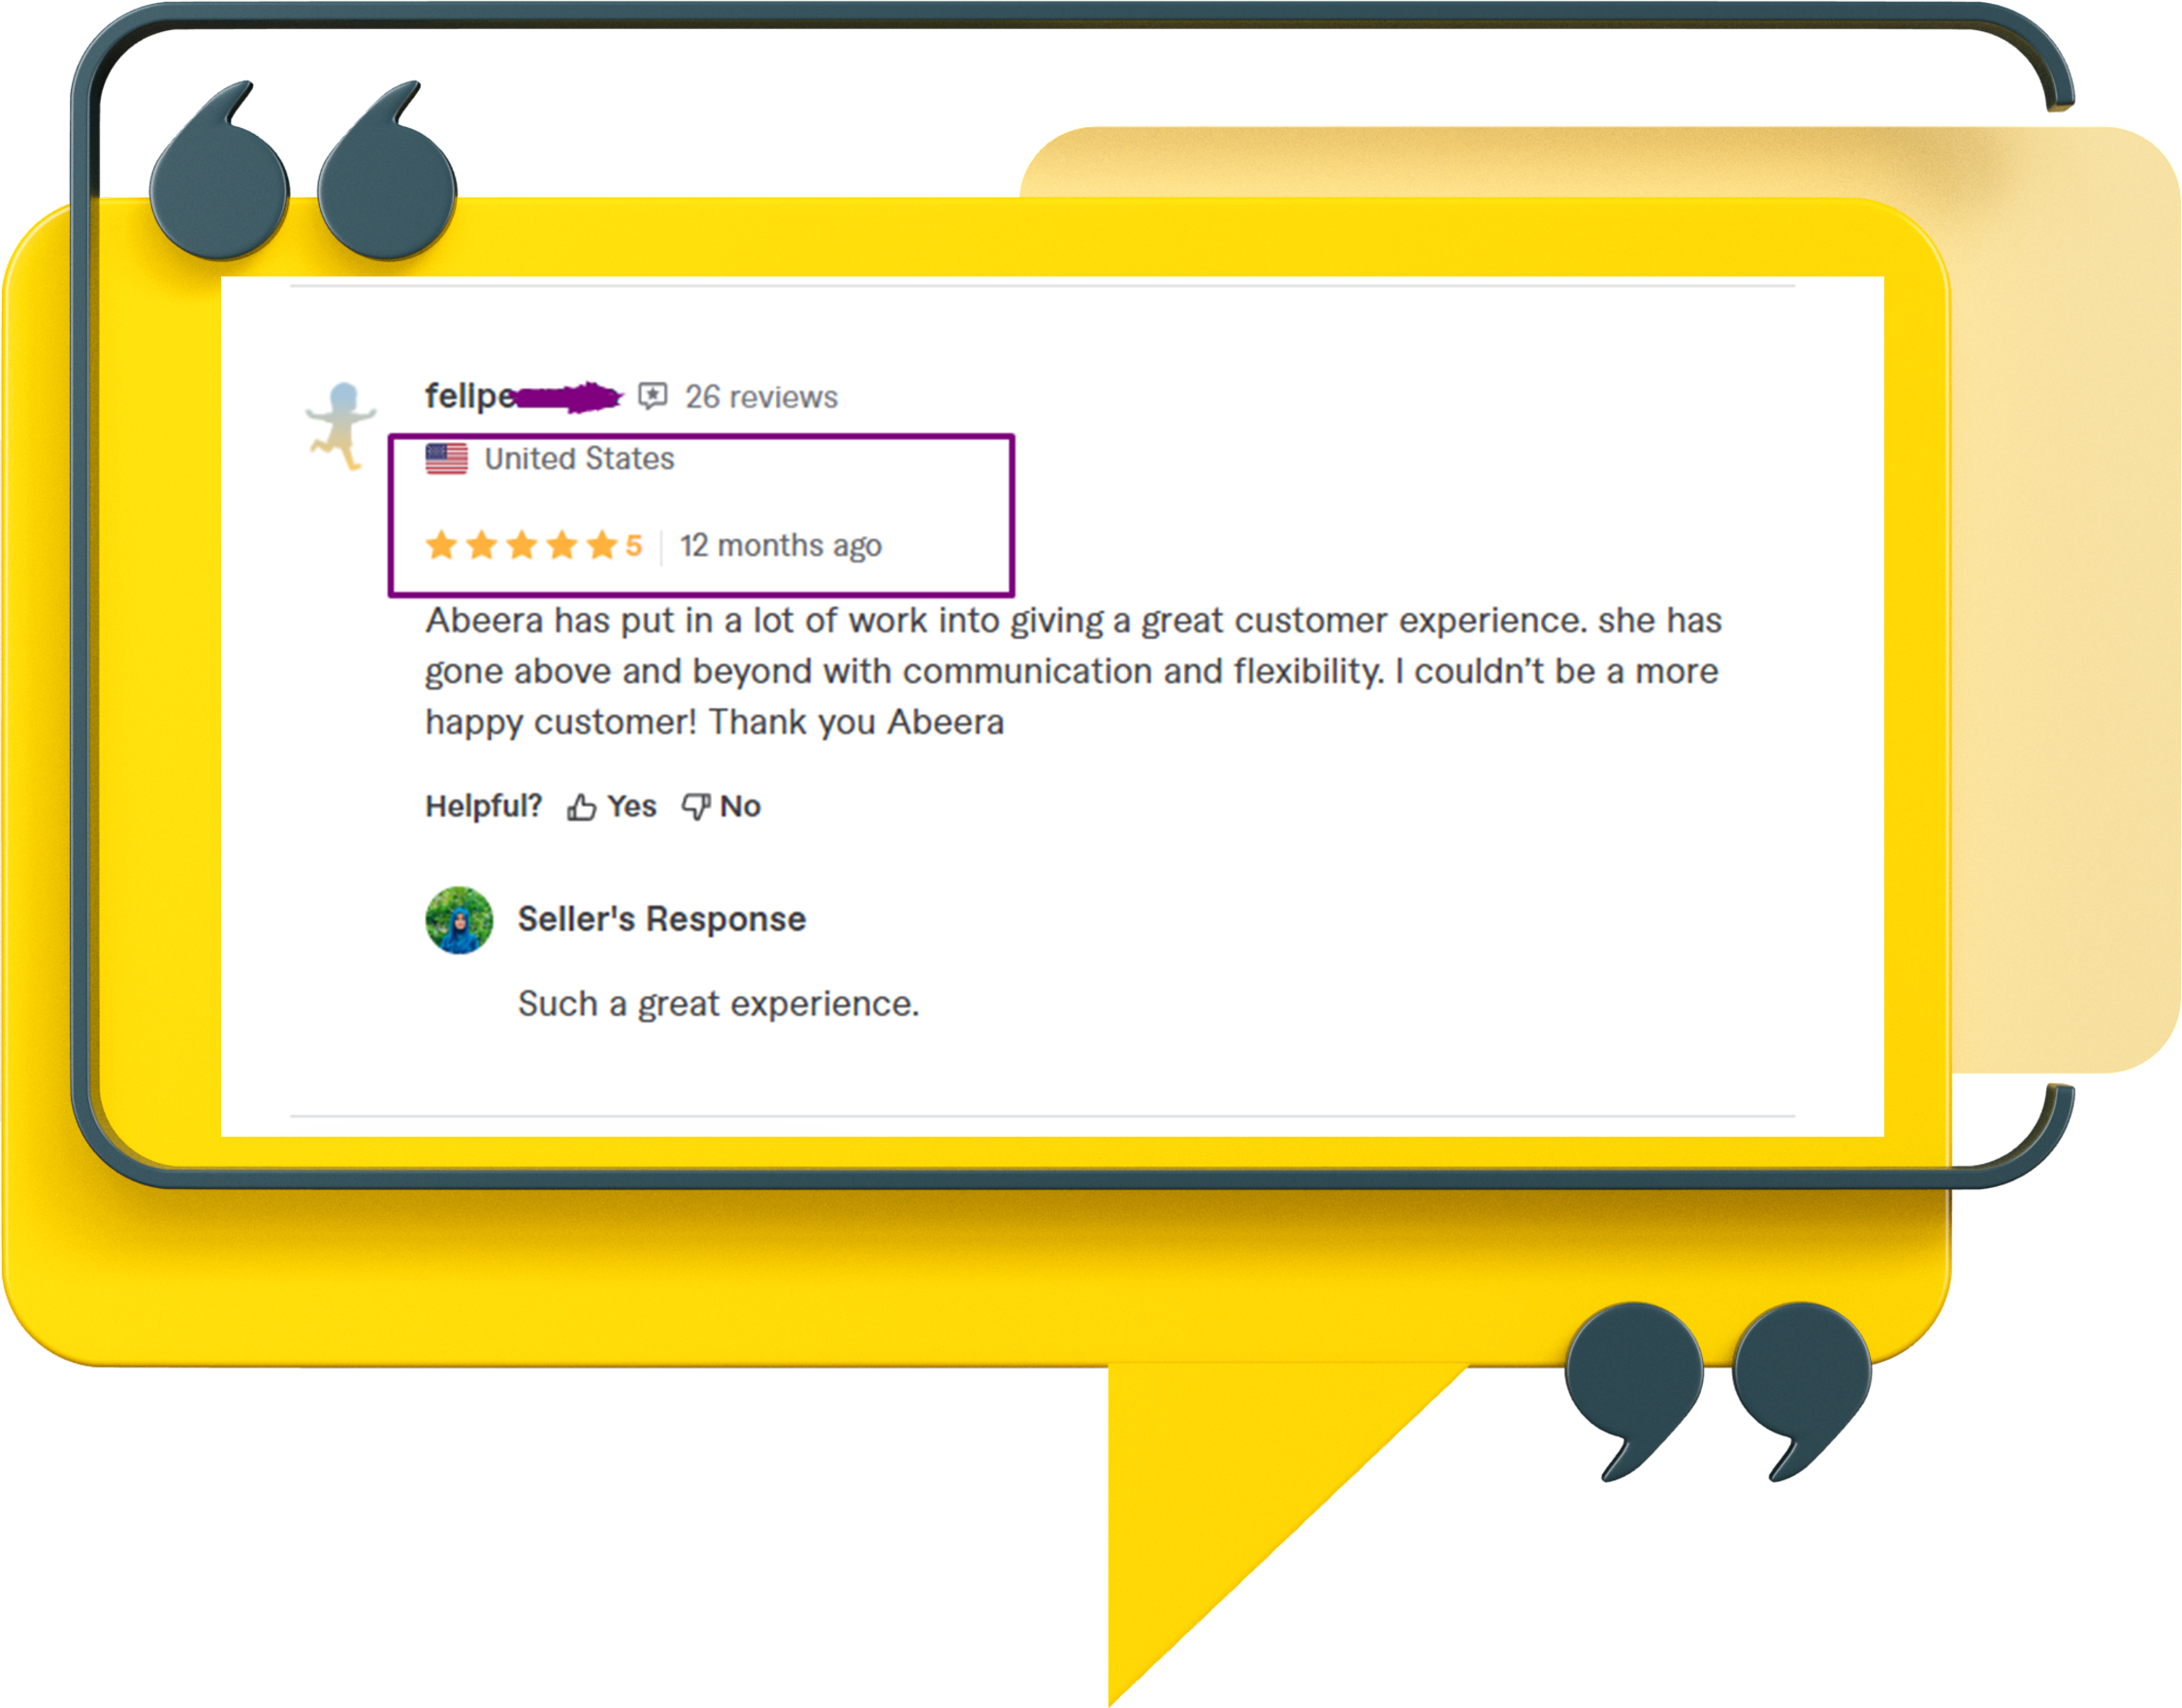 felipe 26 reviews
United States
5 12 months ago
Abeera has put in a lot of work into giving a great customer experience. she has
gone above and beyond with communication and flexibility. I couldn’t be a more
happy customer! Thank you Abeera
Helpful? Yes No
Seller's Response
Such a great experience.